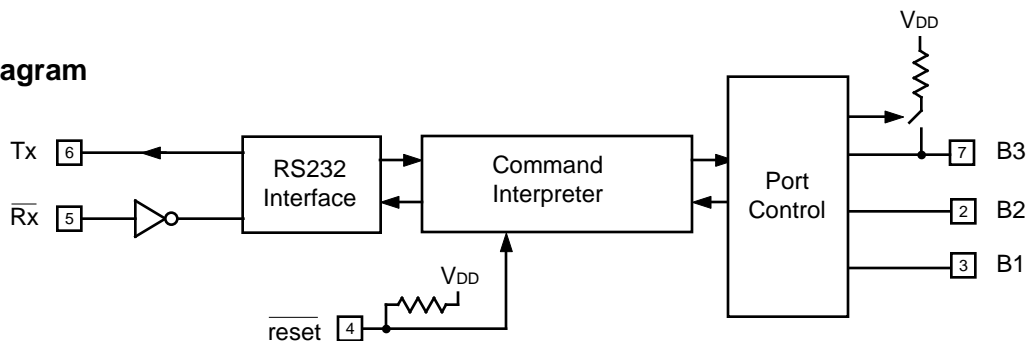 agram
VDD
Tx 6
RS232
Interface
Command
Interpreter
Port
Control
7 B3
Rx 5
2 B2
3 B1
VDD
reset 4